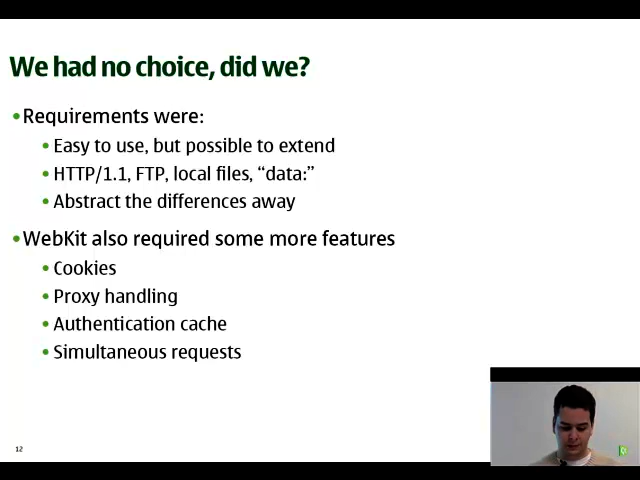 We had no choice, did we?
•Requirements were:
• Easy to use, but possible to extend
• HTTP/1.1, FTP, local files, “data:”
• Abstract the differences away
•WebKit also required some more features
• Cookies
• Proxy handling
• Authentication cache
• Simultaneous requests
12